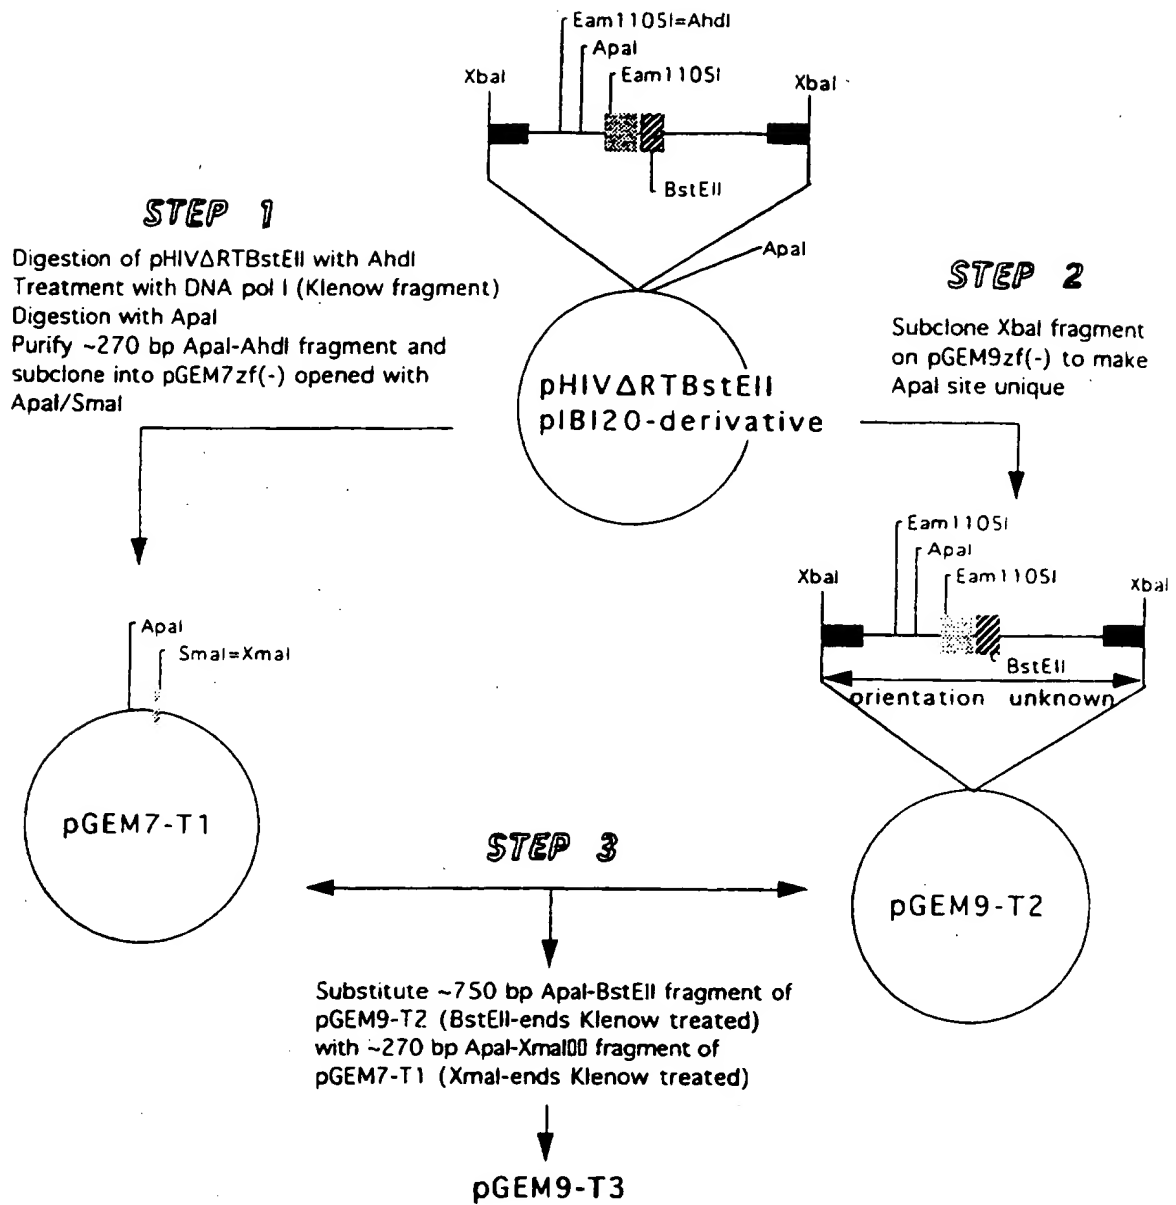 Eam1105I=AhdI
ApaI
Eam1105I
XbaI
XbaI
BstEII
ApaI
STEP 1
Digestion of pHIVΔRTBstEII with AhdI
Treatment with DNA pol I (Klenow fragment)
Digestion with ApaI
Purify ~270 bp ApaI-AhdI fragment and
subclone into pGEM7zf(-) opened with
ApaI/SmaI
STEP 2
Subclone XbaI fragment
on pGEM9zf(-) to make
ApaI site unique
pHIVΔRTBstEII
pIBI20-derivative
Eam1105I
ApaI
Eam1105I
XbaI
XbaI
BstEII
orientation unknown
ApaI
SmaI=XmaI
pGEM7-T1
pGEM9-T2
STEP 3
Substitute ~750 bp ApaI-BstEII fragment of
pGEM9-T2 (BstEII-ends Klenow treated)
with ~270 bp ApaI-XmaI▯▯ fragment of
pGEM7-T1 (XmaI-ends Klenow treated)
pGEM9-T3